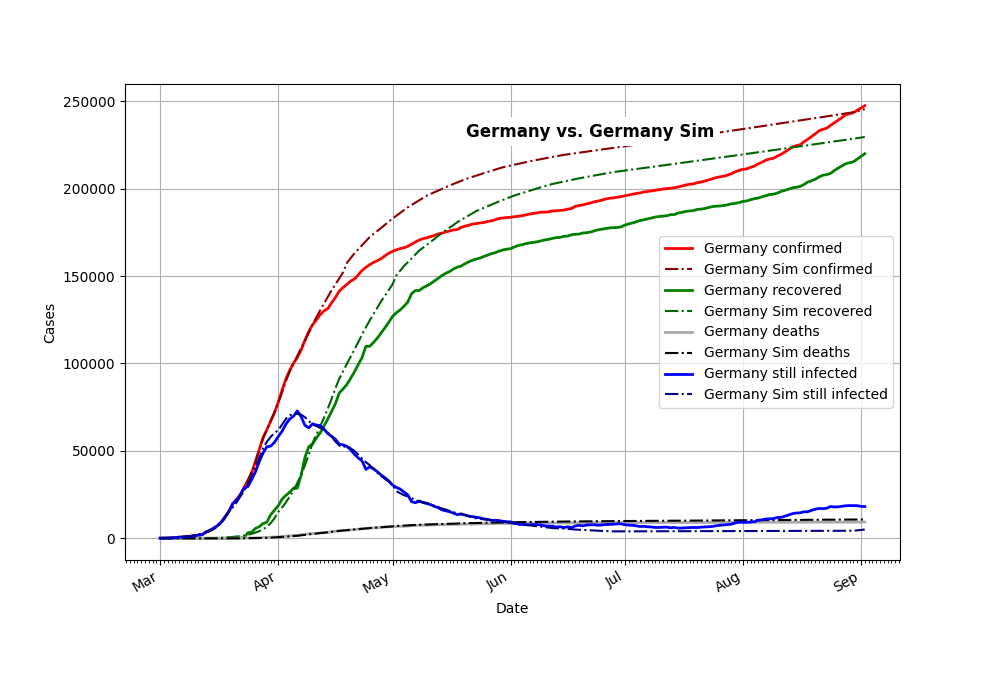 250000
200000
150000
100000
50000
0
Cases
Germany vs. Germany Sim
Germany confirmed
Germany Sim confirmed
Germany recovered
Germany Sim recovered
Germany deaths
Germany Sim deaths
Germany still infected
Germany Sim still infected
Mar Apr May Jun Jul Aug Sep
Date